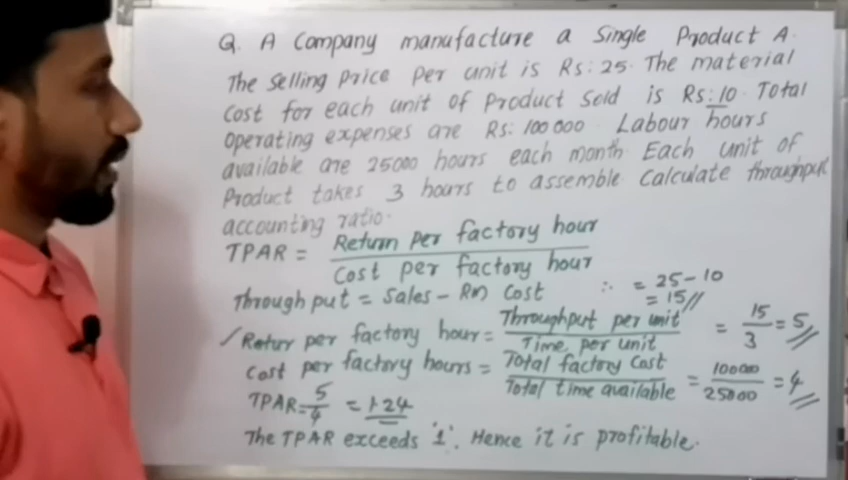 Q. A Company manufacture a Single Product A.
The selling price per unit is Rs: 25. The material
cost for each unit of product sold is Rs: 10. Total
operating expenses are Rs: 100000. Labour hours
available are 25000 hours each month. Each unit of
Product takes 3 hours to assemble. Calculate throughput
accounting ratio.
TPAR = Return per factory hour / Cost per factory hour
Throughput = Sales - Rm Cost ∴ = 25 - 10
= 15//
✓ Retur per factory hour = Throughput per unit / Time per unit = 15 / 3 = 5//
Cost per factory hours = Total factory Cost / Total time available = 100000 / 25000 = 4//
TPAR = 5/4 = 1.24
The TPAR exceeds '1'. Hence it is profitable.